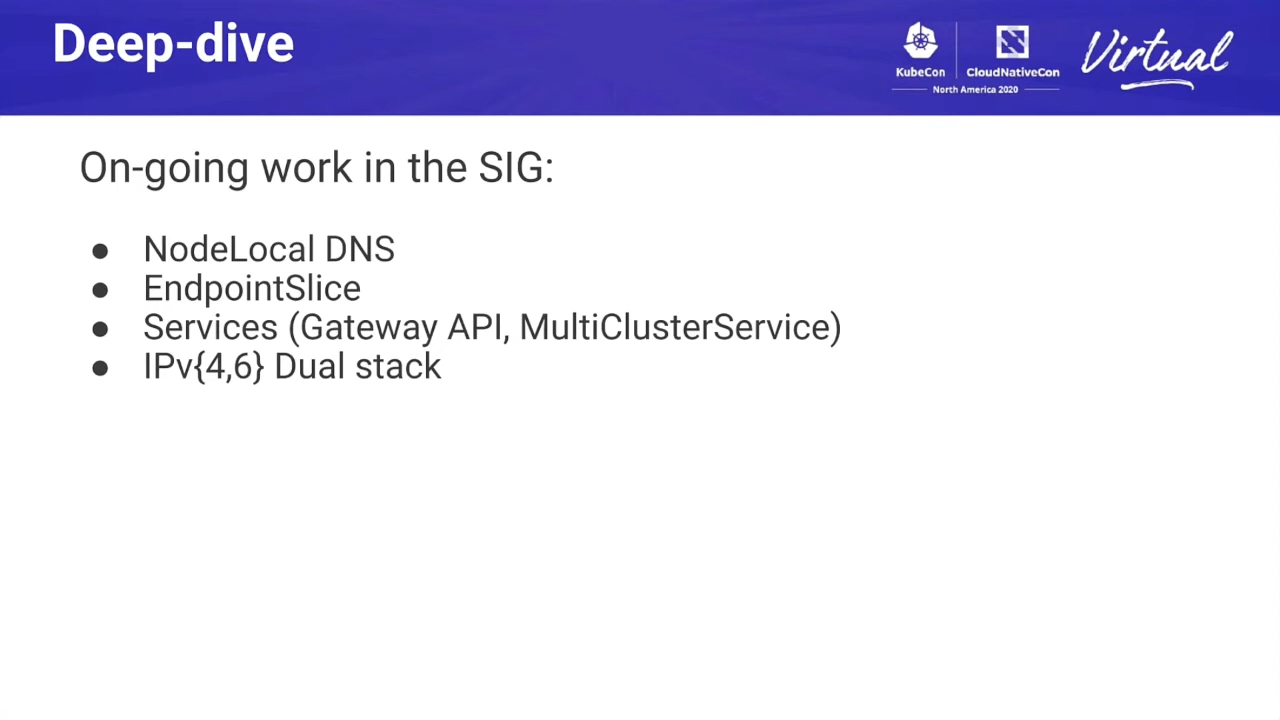 Deep-dive
KubeCon
CloudNativeCon
North America 2020
Virtual
On-going work in the SIG:
● NodeLocal DNS
● EndpointSlice
● Services (Gateway API, MultiClusterService)
● IPv{4,6} Dual stack